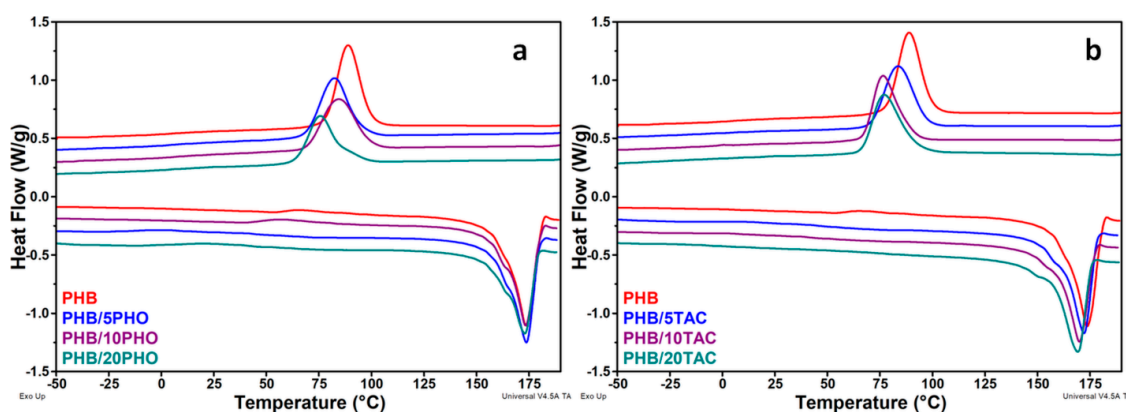 a
Heat Flow (W/g)
1.5
1.0
0.5
0.0
-0.5
-1.0
-1.5
PHB
PHB/5PHO
PHB/10PHO
PHB/20PHO
-50 -25 0 25 50 75 100 125 150 175
Exo Up
Temperature (°C)
Universal V4.5A TA
b
Heat Flow (W/g)
1.5
1.0
0.5
0.0
-0.5
-1.0
-1.5
PHB
PHB/5TAC
PHB/10TAC
PHB/20TAC
-50 -25 0 25 50 75 100 125 150 175
Exo Up
Temperature (°C)
Universal V4.5A T